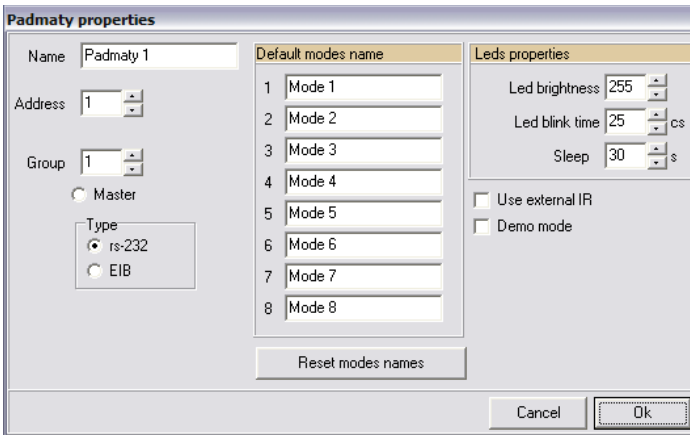 Padmaty properties
Name Padmaty 1
Address 1
Group 1
Master
Type
rs-232
EIB
Default modes name
1 Mode 1
2 Mode 2
3 Mode 3
4 Mode 4
5 Mode 5
6 Mode 6
7 Mode 7
8 Mode 8
Reset modes names
Leds properties
Led brightness 255
Led blink time 25 cs
Sleep 30 s
Use external IR
Demo mode
Cancel
Ok